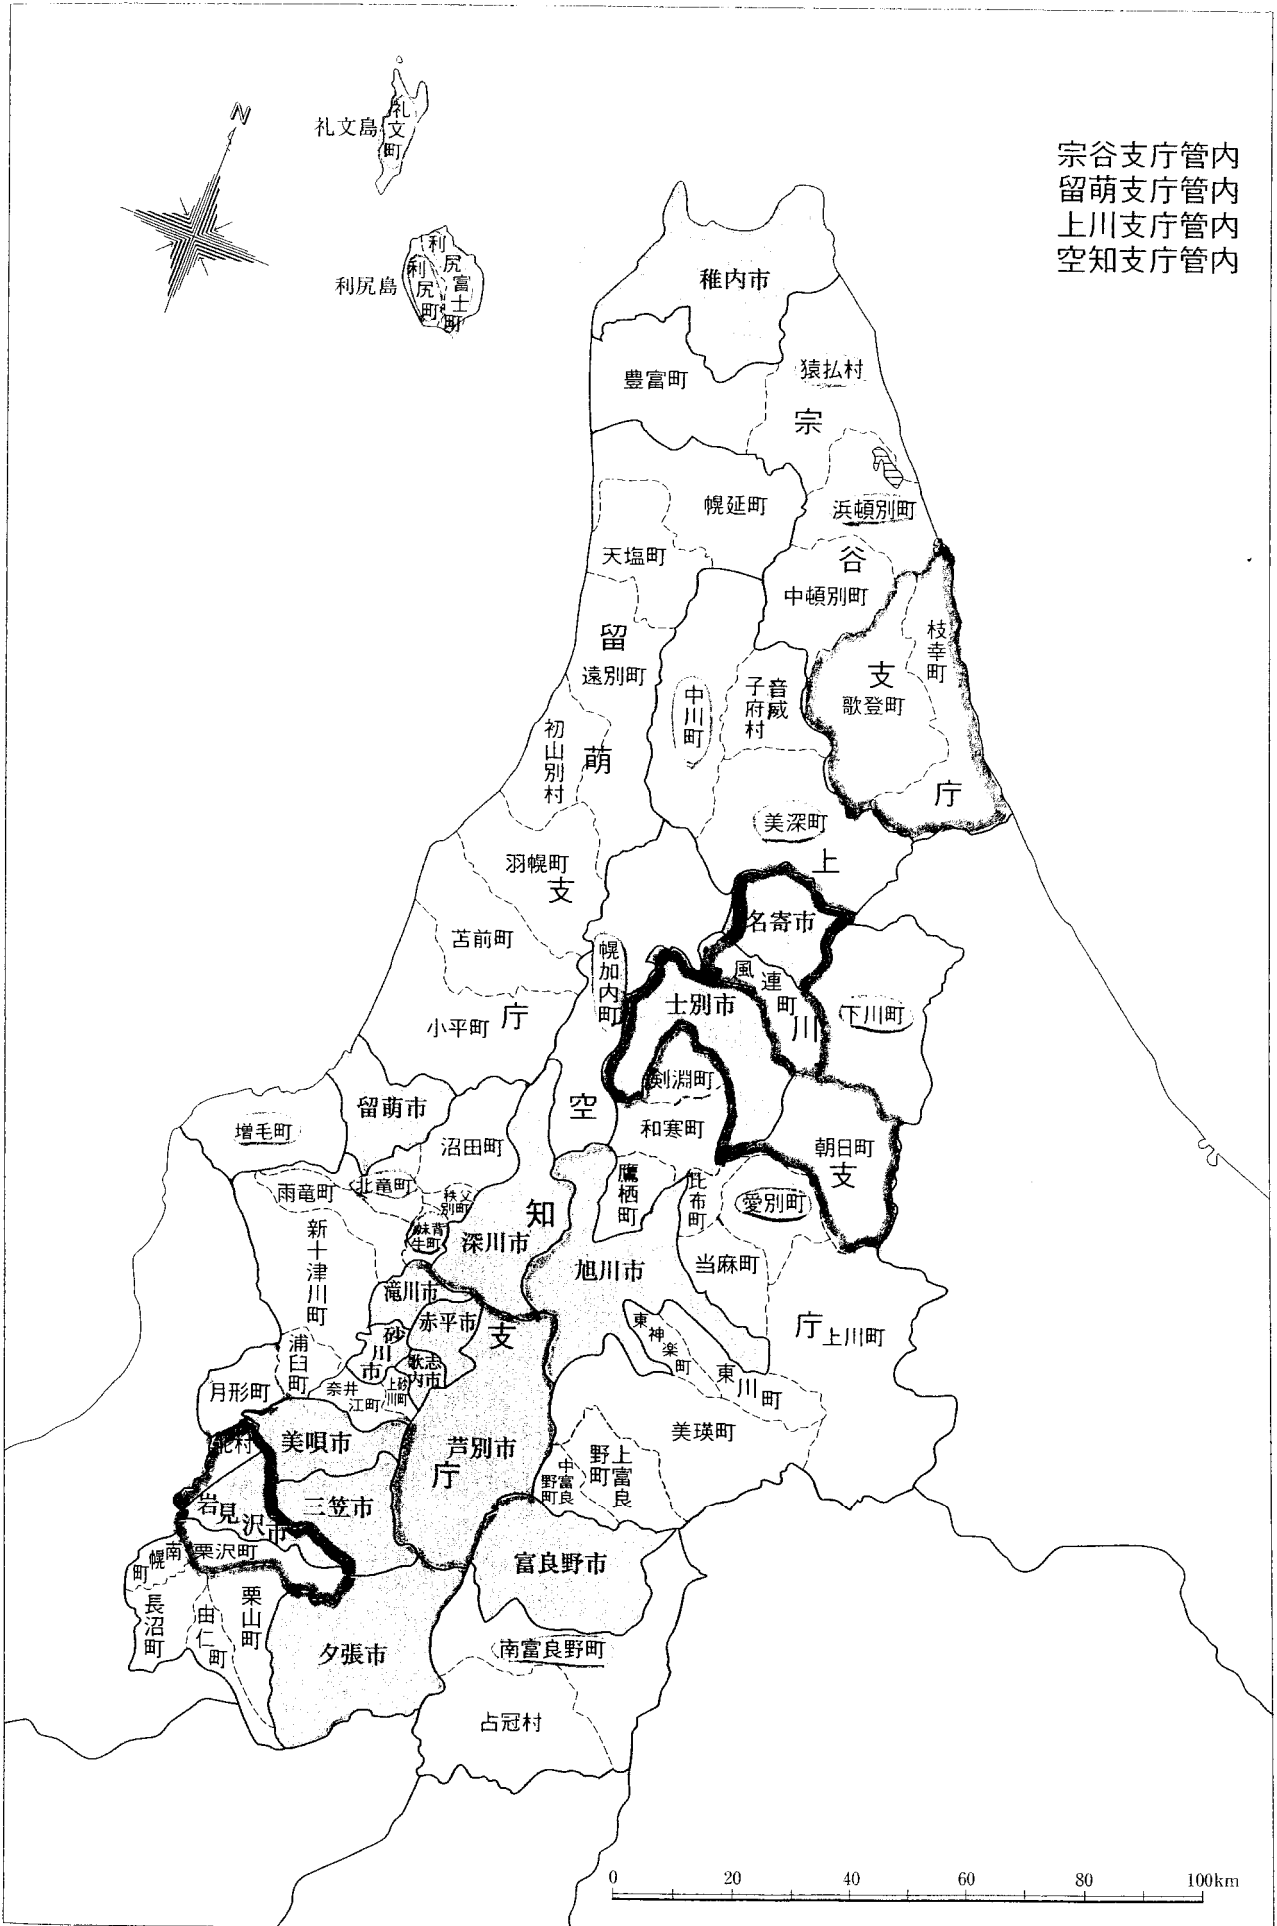 N
礼文島
礼文町
利尻島
利尻富士町
利尻町
宗谷支庁管内
留萌支庁管内
上川支庁管内
空知支庁管内
稚内市
豊富町
猿払村
宗
幌延町
浜頓別町
天塩町
谷
中頓別町
枝幸町
留
遠別町
中川町
音威
子府村
支
歌登町
初山別村
萌
庁
美深町
羽幌町
支
上
名寄市
苫前町
幌加内町
風連町
士別市
下川町
川
小平町
庁
剣淵町
留萌市
空
増毛町
沼田町
和寒町
朝日町
支
雨竜町
北竜町
秩父
別町
鷹栖町
比布町
愛別町
新十津川町
妹背
牛町
知
深川市
旭川市
当麻町
滝川市
赤平市
支
庁
上川町
砂川市
東神楽町
浦臼町
歌志
内市
東川町
月形町
奈井
江町
上砂
川町
美瑛町
北村
美唄市
芦別市
庁
上富良
野町
中富良
野町
岩見沢市
三笠市
南幌町
栗沢町
富良野市
長沼町
由仁町
栗山町
夕張市
南富良野町
占冠村
0 20 40 60 80 100km